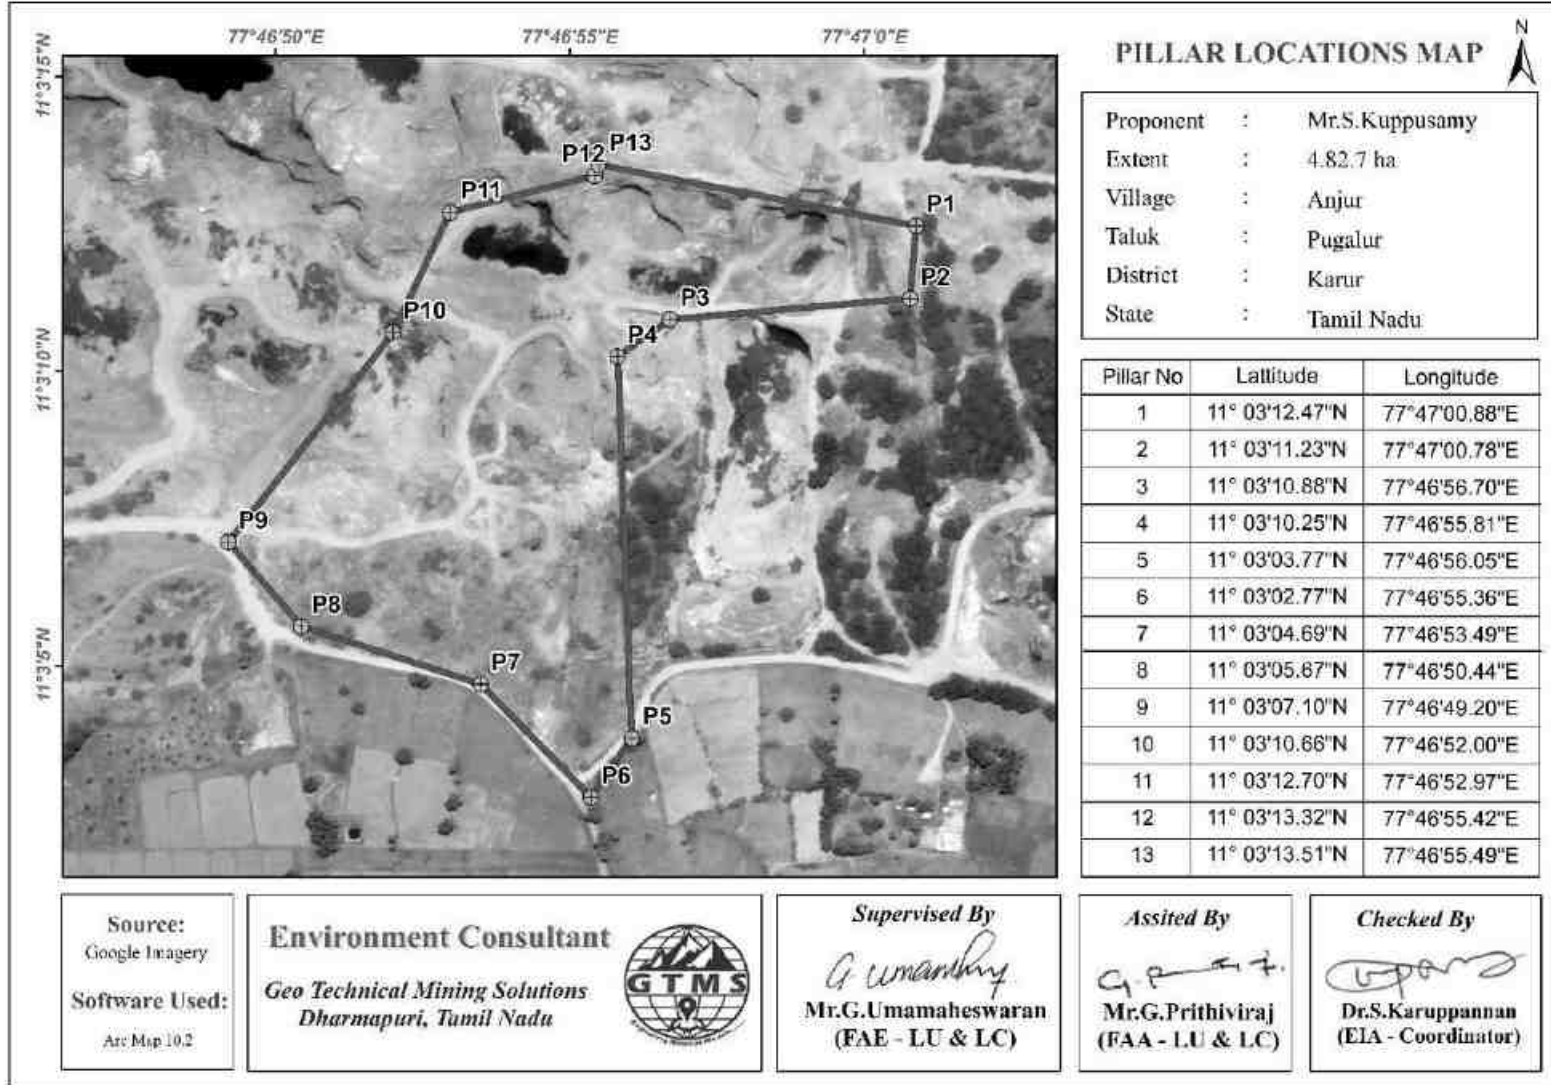 77°46'50"E 77°46'55"E 77°47'0"E
11°3'15"N
11°3'10"N
11°3'5"N
P13
P12
P11
P1
P2
P3
P10
P4
P9
P8
P7
P5
P6
N
PILLAR LOCATIONS MAP
Proponent : Mr.S.Kuppusamy
Extent : 4.82.7 ha
Village : Anjur
Taluk : Pugalur
District : Karur
State : Tamil Nadu
Pillar No Lattitude Longitude
1 11° 03'12.47"N 77°47'00.88"E
2 11° 03'11.23"N 77°47'00.78"E
3 11° 03'10.88"N 77°46'56.70"E
4 11° 03'10.25"N 77°46'55.81"E
5 11° 03'03.77"N 77°46'56.05"E
6 11° 03'02.77"N 77°46'55.36"E
7 11° 03'04.69"N 77°46'53.49"E
8 11° 03'05.67"N 77°46'50.44"E
9 11° 03'07.10"N 77°46'49.20"E
10 11° 03'10.66"N 77°46'52.00"E
11 11° 03'12.70"N 77°46'52.97"E
12 11° 03'13.32"N 77°46'55.42"E
13 11° 03'13.51"N 77°46'55.49"E
Source:
Google Imagery
Software Used:
Arc Map 10.2
Environment Consultant
Geo Technical Mining Solutions
Dharmapuri, Tamil Nadu
GTMS
Supervised By
Mr.G.Umamaheswaran
(FAE - LU & LC)
Assited By
Mr.G.Prithiviraj
(FAA - LU & LC)
Checked By
Dr.S.Karuppannan
(EIA - Coordinator)